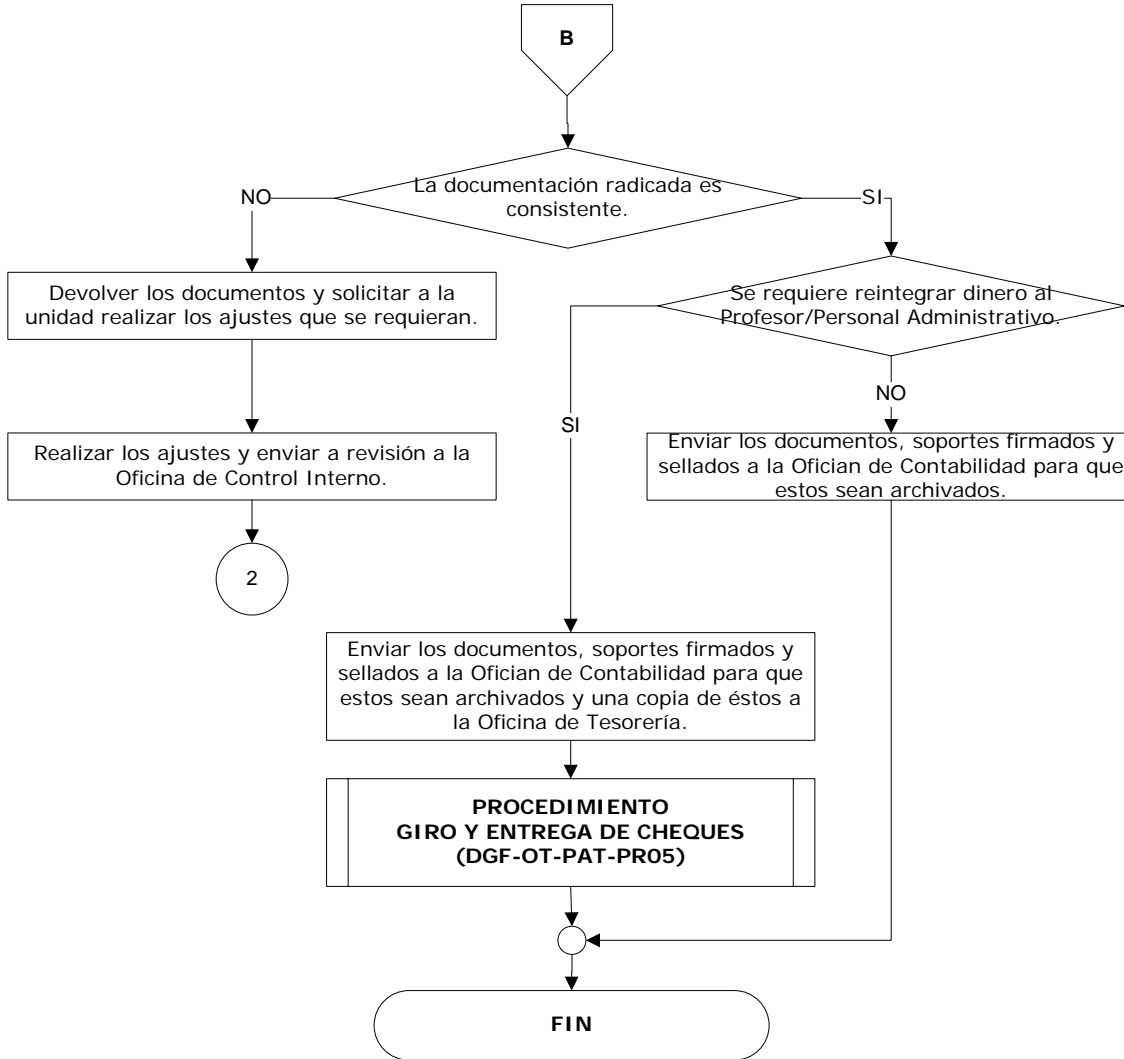 B
La documentación radicada es
consistente.
NO
SI
Devolver los documentos y solicitar a la
unidad realizar los ajustes que se requieran.
Se requiere reintegrar dinero al
Profesor/Personal Administrativo.
SI
NO
Realizar los ajustes y enviar a revisión a la
Oficina de Control Interno.
Enviar los documentos, soportes firmados y
sellados a la Ofician de Contabilidad para que
estos sean archivados.
2
Enviar los documentos, soportes firmados y
sellados a la Ofician de Contabilidad para que
estos sean archivados y una copia de éstos a
la Oficina de Tesorería.
PROCEDIMIENTO
GIRO Y ENTREGA DE CHEQUES
(DGF-OT-PAT-PR05)
FIN